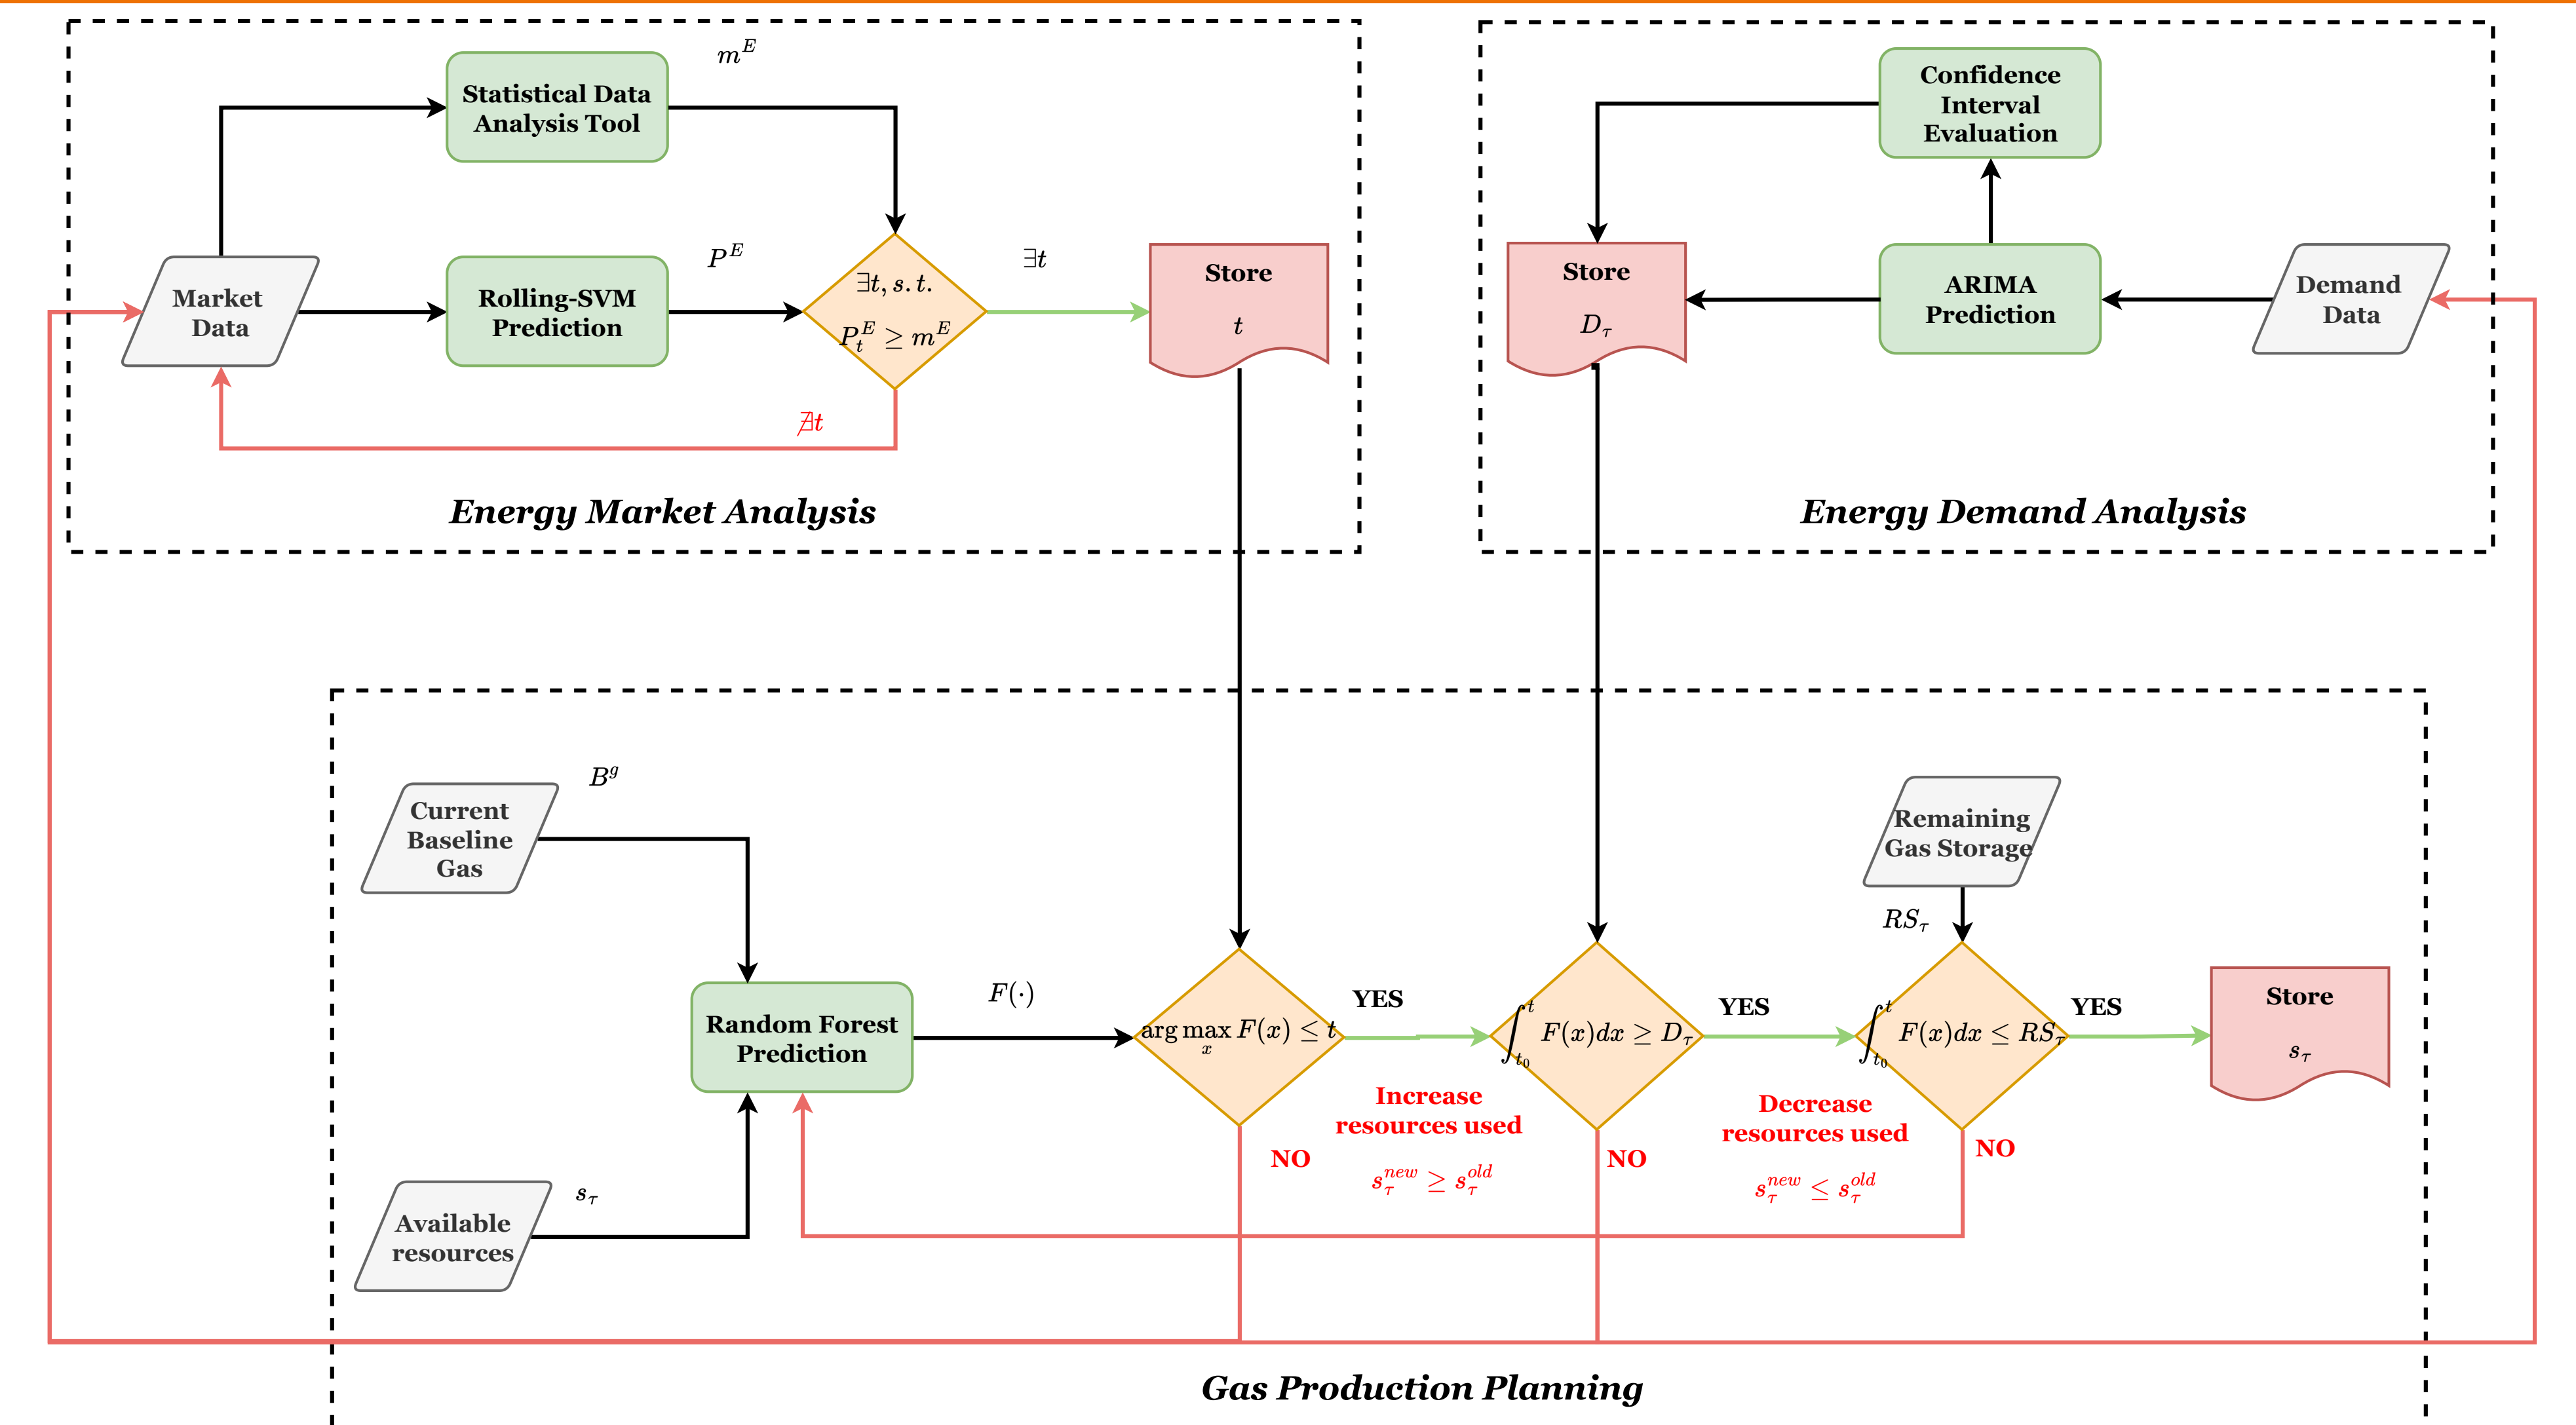 m^E
Statistical Data
Analysis Tool
Market
Data
Rolling-SVM
Prediction
P^E
∃t, s.t.
P_t^E ≥ m^E
∃t
∄t
Store
t
Energy Market Analysis
Confidence
Interval
Evaluation
Store
D_τ
ARIMA
Prediction
Demand
Data
Energy Demand Analysis
B^g
Current
Baseline
Gas
Available
resources
s_τ
Random Forest
Prediction
F(·)
arg max_x F(x) ≤ t
YES
NO
Increase
resources used
s_τ^{new} ≥ s_τ^{old}
∫_{t_0}^{t} F(x)dx ≥ D_τ
YES
NO
Decrease
resources used
s_τ^{new} ≤ s_τ^{old}
Remaining
Gas Storage
RS_τ
∫_{t_0}^{t} F(x)dx ≤ RS_τ
YES
NO
Store
s_τ
Gas Production Planning